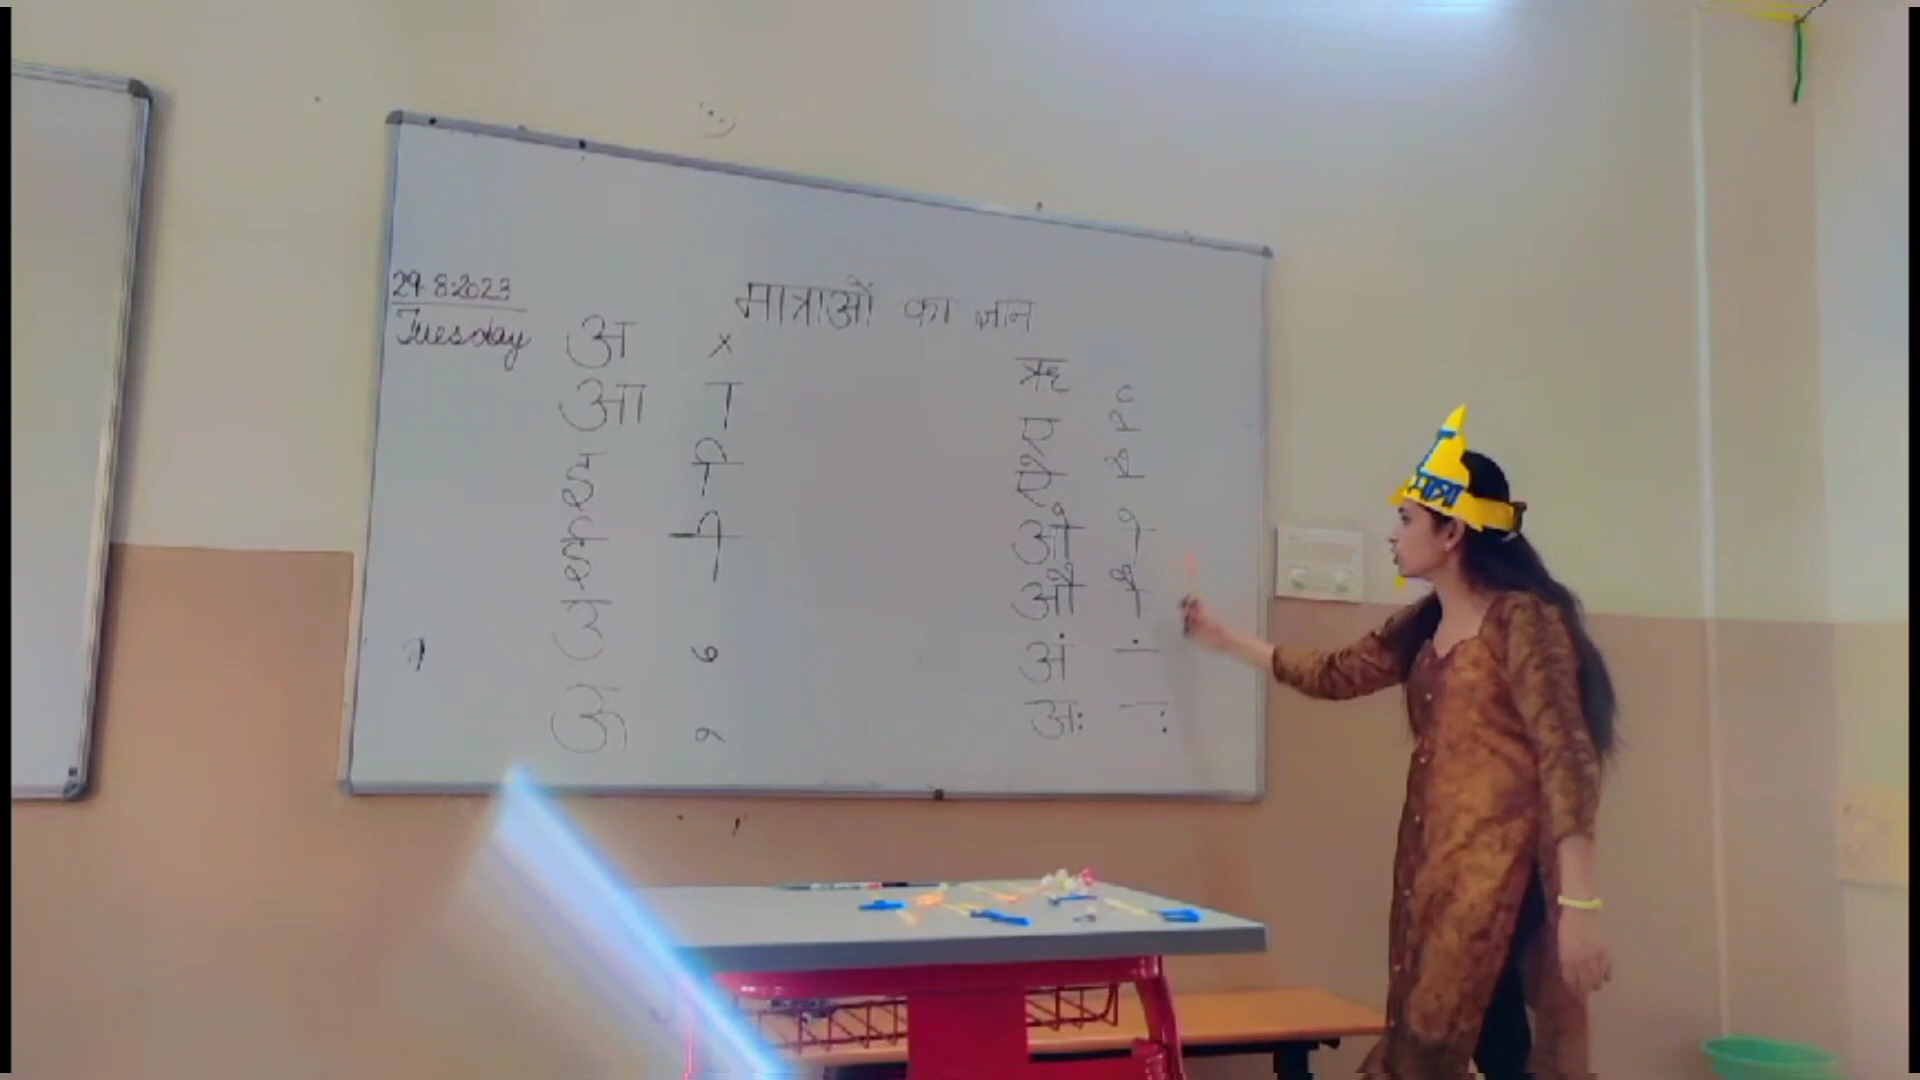 29.8.2023
Tuesday
मात्राओं का ज्ञान
अ x
आ ा
इ ि
ई ी
उ ु
ऊ ू
ऋ ृ
ए े
ऐ ै
ओ ो
औ ौ
अं ं
अः ः
मात्रा